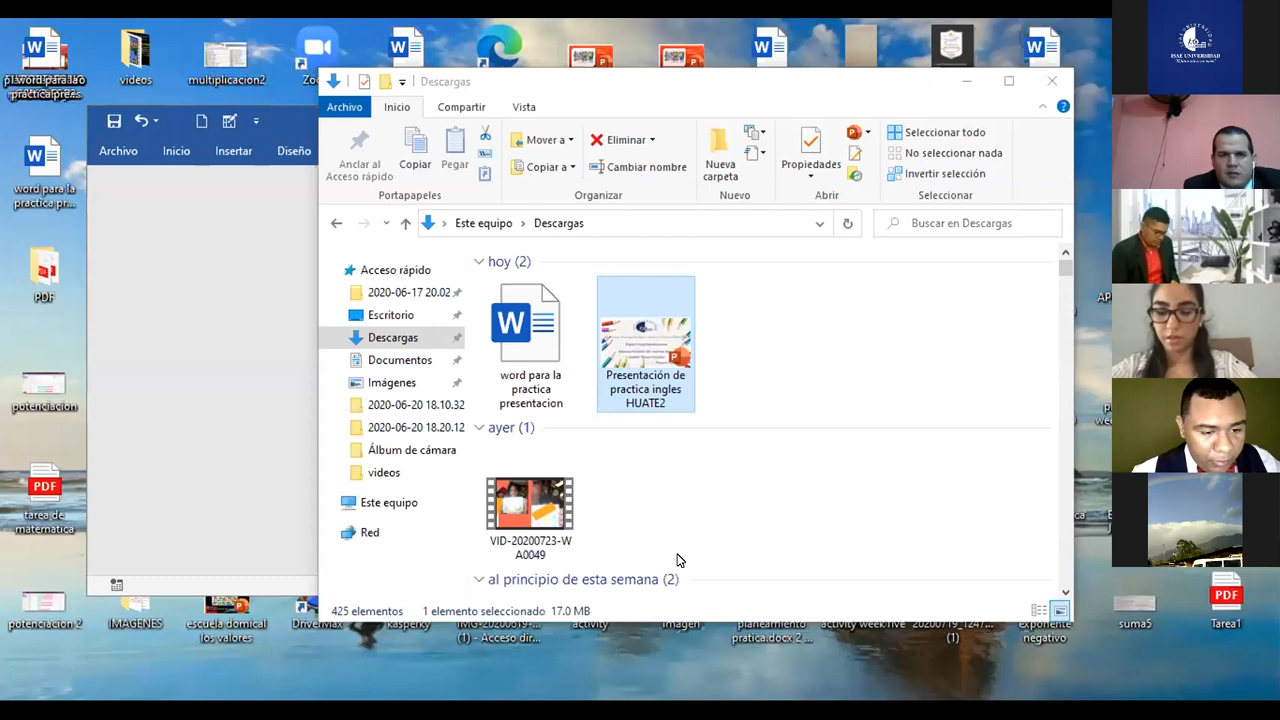 word para la
practica pres
videos
multiplicacion2
Descargas
Archivo
Inicio
Compartir
Vista
Archivo
Inicio
Insertar
Diseño
Anclar al
Acceso rápido
Copiar
Pegar
Mover a
Copiar a
Eliminar
Cambiar nombre
Nueva
carpeta
Propiedades
Seleccionar todo
No seleccionar nada
Invertir selección
Portapapeles
Organizar
Nuevo
Abrir
Seleccionar
Este equipo
Descargas
Buscar en Descargas
word para la
practica pr...
PDF
potenciacion
tarea de
matematica
potenciacion 2
Acceso rápido
2020-06-17 20.02
Escritorio
Descargas
Documentos
Imágenes
2020-06-20 18.10.32
2020-06-20 18.20.12
Álbum de cámara
videos
Este equipo
Red
hoy (2)
word para la
practica
presentacion
Presentación de
practica ingles
HUATE2
ayer (1)
VID-20200723-W
A0049
al principio de esta semana (2)
425 elementos
1 elemento seleccionado
17.0 MB
IMAGENES
escuela domical
los valores
kaspersky
(1) - Acceso dir...
activity
imagen
planeamiento
pratica.docx 2 ...
activity week five
(1)
exponente
negativo
suma5
PDF
Tarea1
ISAE UNIVERSIDAD